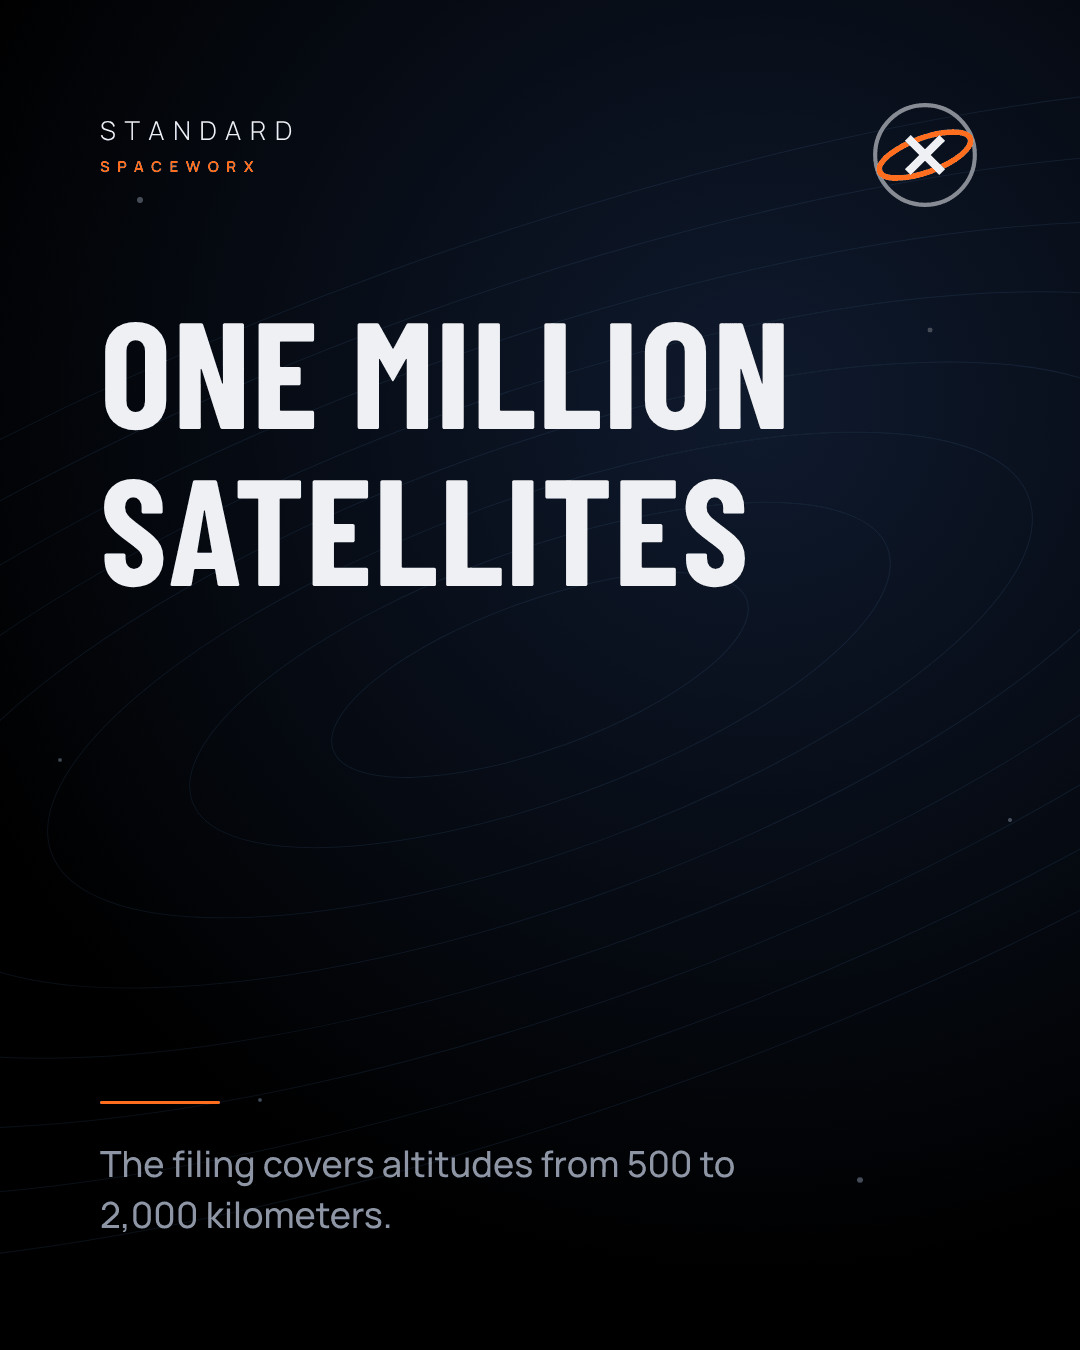 STANDARD
SPACEWORX
ONE MILLION
SATELLITES
The filing covers altitudes from 500 to
2,000 kilometers.